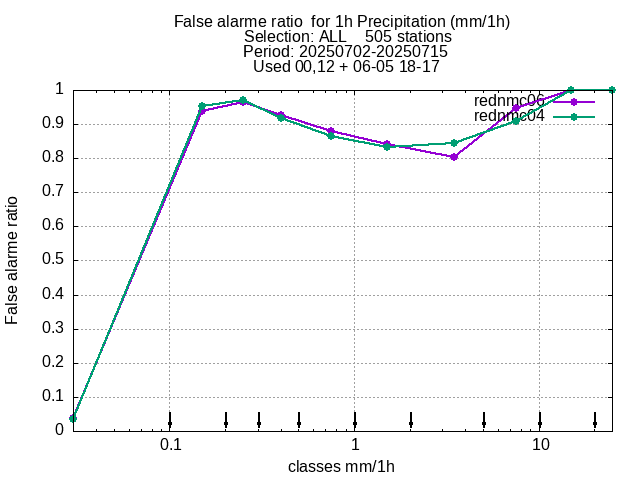 False alarme ratio  for 1h Precipitation (mm/1h)
Selection: ALL    505 stations
Period: 20250702-20250715
Used 00,12 + 06-05 18-17
rednmc06
rednmc04
1
0.9
0.8
0.7
0.6
0.5
0.4
0.3
0.2
0.1
0
False alarme ratio
0.1
1
10
classes mm/1h